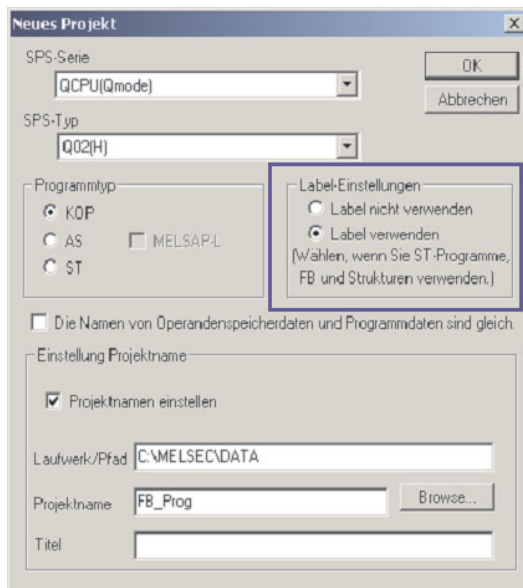 Neues Projekt
SPS-Serie
QCPU(Qmode)
OK
Abbrechen
SPS-Typ
Q02(H)
Programmtyp
KOP
AS
MELSAP-L
ST
Label-Einstellungen
Label nicht verwenden
Label verwenden
(Wählen, wenn Sie ST-Programme,
FB und Strukturen verwenden.)
Die Namen von Operandenspeicherdaten und Programmdaten sind gleich.
Einstellung Projektname
Projektnamen einstellen
Laufwerk/Pfad
C:\MELSEC\DATA
Projektname
FB_Prog
Browse...
Titel